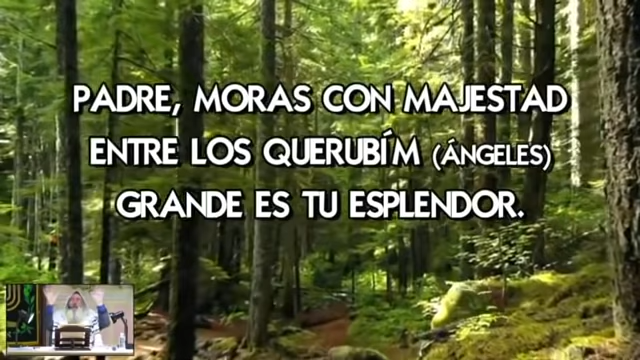 PADRE, MORAS CON MAJESTAD
ENTRE LOS QUERUBÍM (ÁNGELES)
GRANDE ES TU ESPLENDOR.